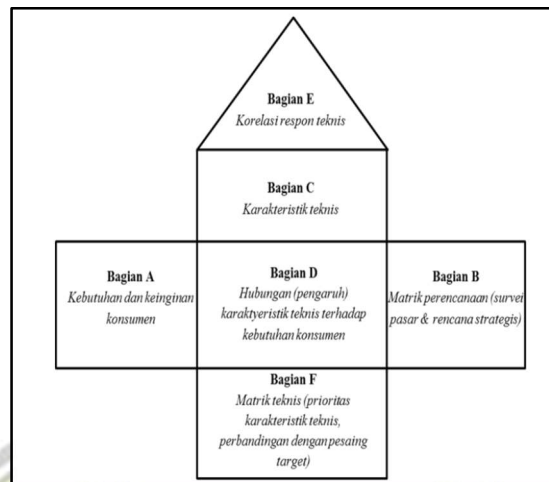 Bagian E
Korelasi respon teknis
Bagian C
Karakteristik teknis
Bagian A
Kebutuhan dan keinginan
konsumen
Bagian D
Hubungan (pengaruh)
karaktyeristik teknis terhadap
kebutuhan konsumen
Bagian B
Matrik perencanaan (survei
pasar & rencana strategis)
Bagian F
Matrik teknis (prioritas
karakteristik teknis,
perbandingan dengan pesaing
target)